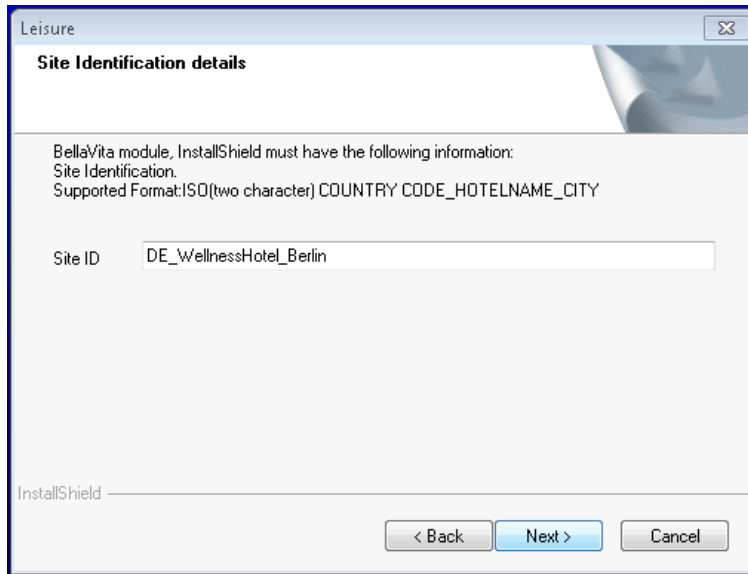 Leisure
Site Identification details
BellaVita module, InstallShield must have the following information:
Site Identification.
Supported Format:ISO(two character) COUNTRY CODE_HOTELNAME_CITY
Site ID
DE_WellnessHotel_Berlin
InstallShield
< Back
Next >
Cancel